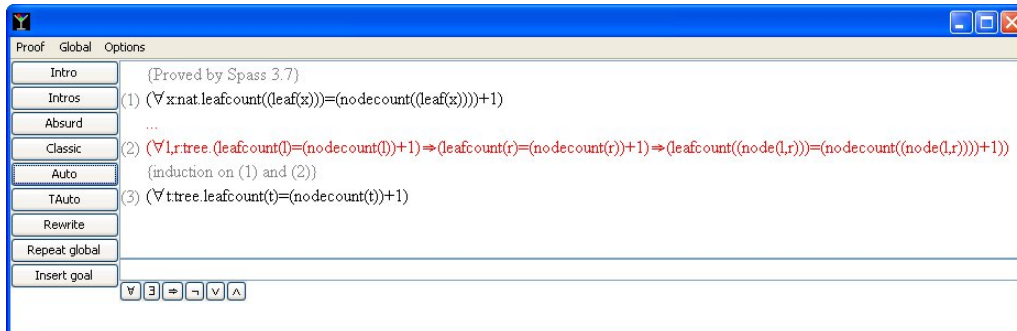 Proof Global Options
Intro
Intros
Absurd
Classic
Auto
TAuto
Rewrite
Repeat global
Insert goal
{Proved by Spass 3.7}
(1) (∀x:nat.leafcount((leaf(x)))=(nodecount((leaf(x))))+1)
...
(2) (∀l,r:tree.(leafcount(l)=(nodecount(l))+1)⇒(leafcount(r)=(nodecount(r))+1)⇒(leafcount((node(l,r)))=(nodecount((node(l,r))))+1))
{induction on (1) and (2)}
(3) (∀t:tree.leafcount(t)=(nodecount(t))+1)
∀ ∃ ⇒ ¬ ∨ ∧